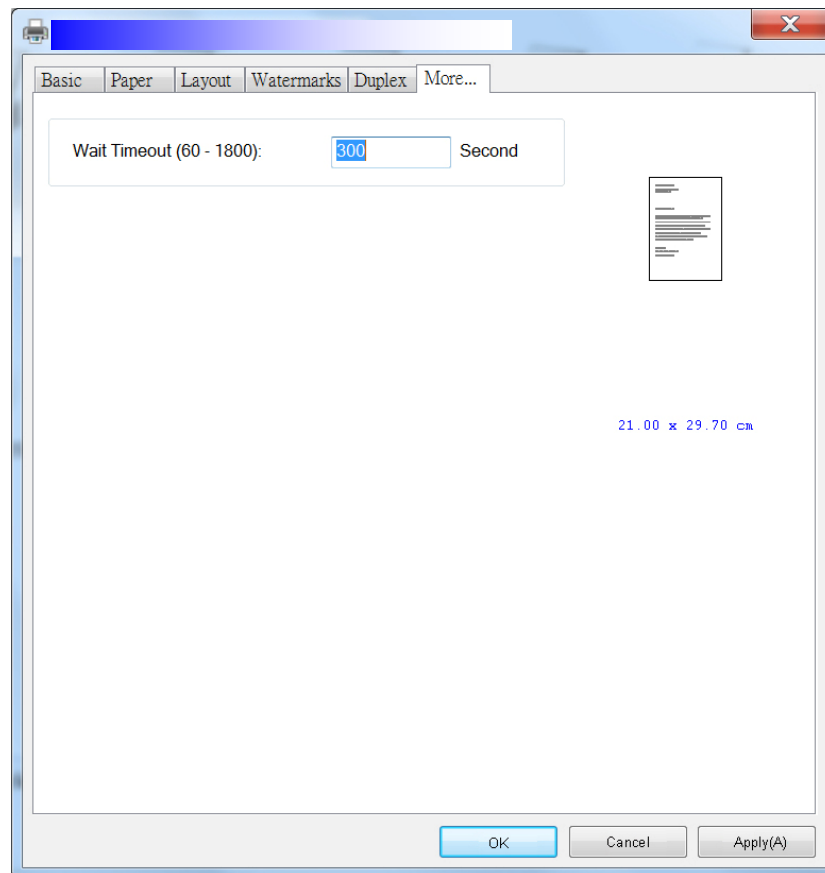 Basic Paper Layout Watermarks Duplex More...
Wait Timeout (60 - 1800): 300 Second
21.00 x 29.70 cm
OK Cancel Apply(A)